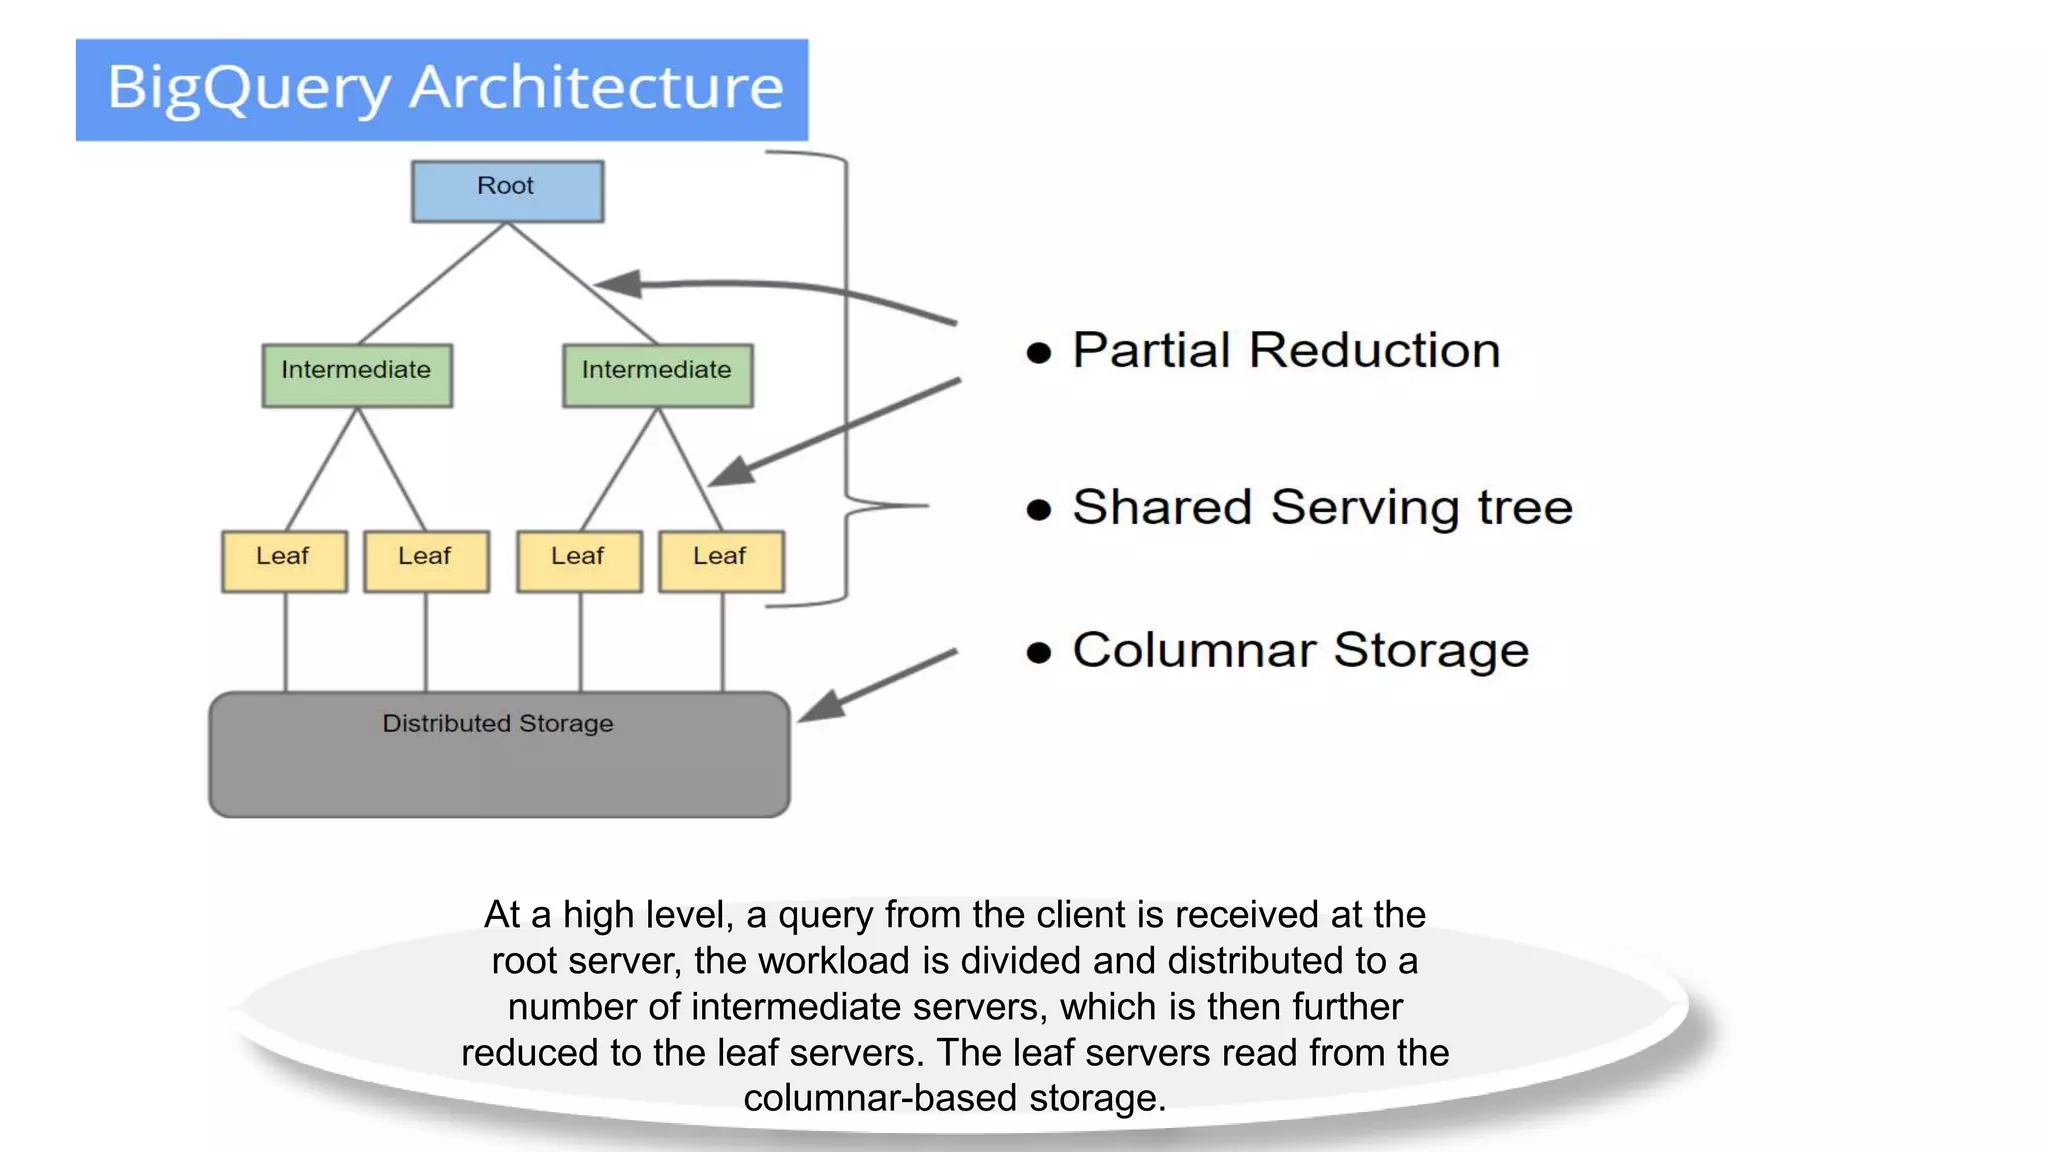 BigQuery Architecture
Root
Intermediate
Intermediate
Leaf
Leaf
Leaf
Leaf
Distributed Storage
● Partial Reduction
● Shared Serving tree
● Columnar Storage
At a high level, a query from the client is received at the
root server, the workload is divided and distributed to a
number of intermediate servers, which is then further
reduced to the leaf servers. The leaf servers read from the
columnar-based storage.